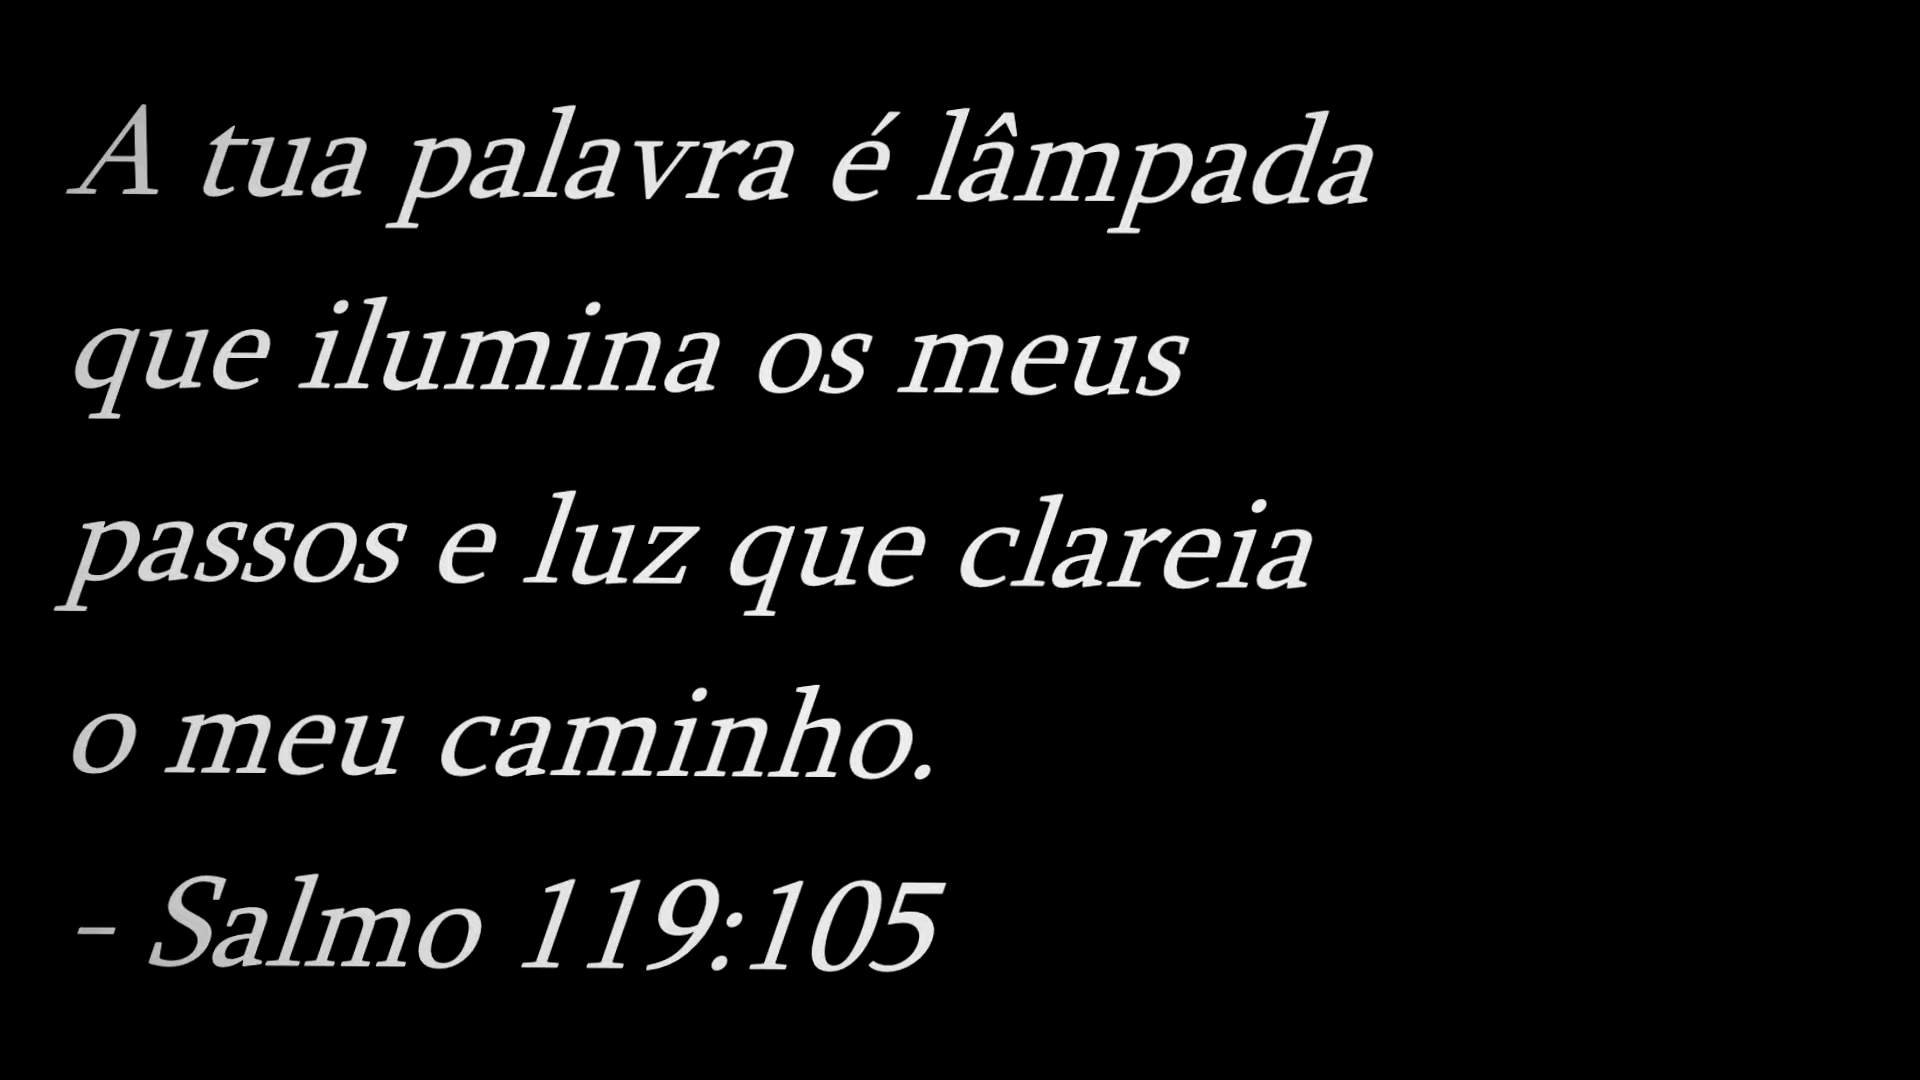 A tua palavra é lâmpada
que ilumina os meus
passos e luz que clareia
o meu caminho.
- Salmo 119:105